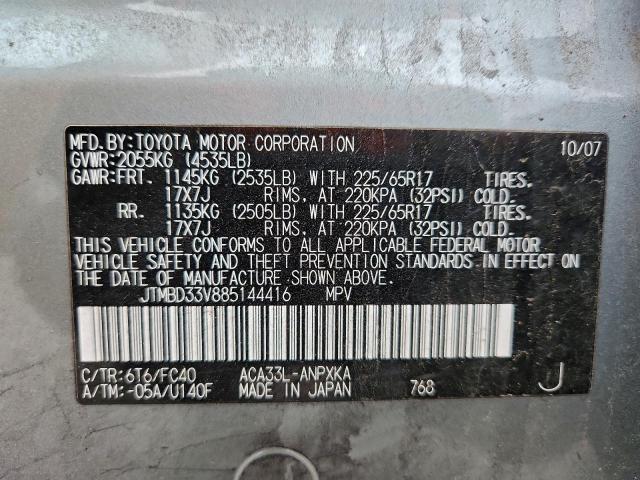 MFD.BY:TOYOTA MOTOR CORPORATION 10/07
GVWR:2055KG (4535LB)
GAWR:FRT. 1145KG (2535LB) WITH 225/65R17 TIRES.
17X7J RIMS, AT 220KPA (32PSI) COLD.
RR. 1135KG (2505LB) WITH 225/65R17 TIRES.
17X7J RIMS, AT 220KPA (32PSI) COLD.
THIS VEHICLE CONFORMS TO ALL APPLICABLE FEDERAL MOTOR
VEHICLE SAFETY AND THEFT PREVENTION STANDARDS IN EFFECT ON
THE DATE OF MANUFACTURE SHOWN ABOVE.
JTMBD33V885144416 MPV
C/TR:6T6/FC40 ACA33L-ANPXKA
A/TM:-05A/U140F MADE IN JAPAN 768 J